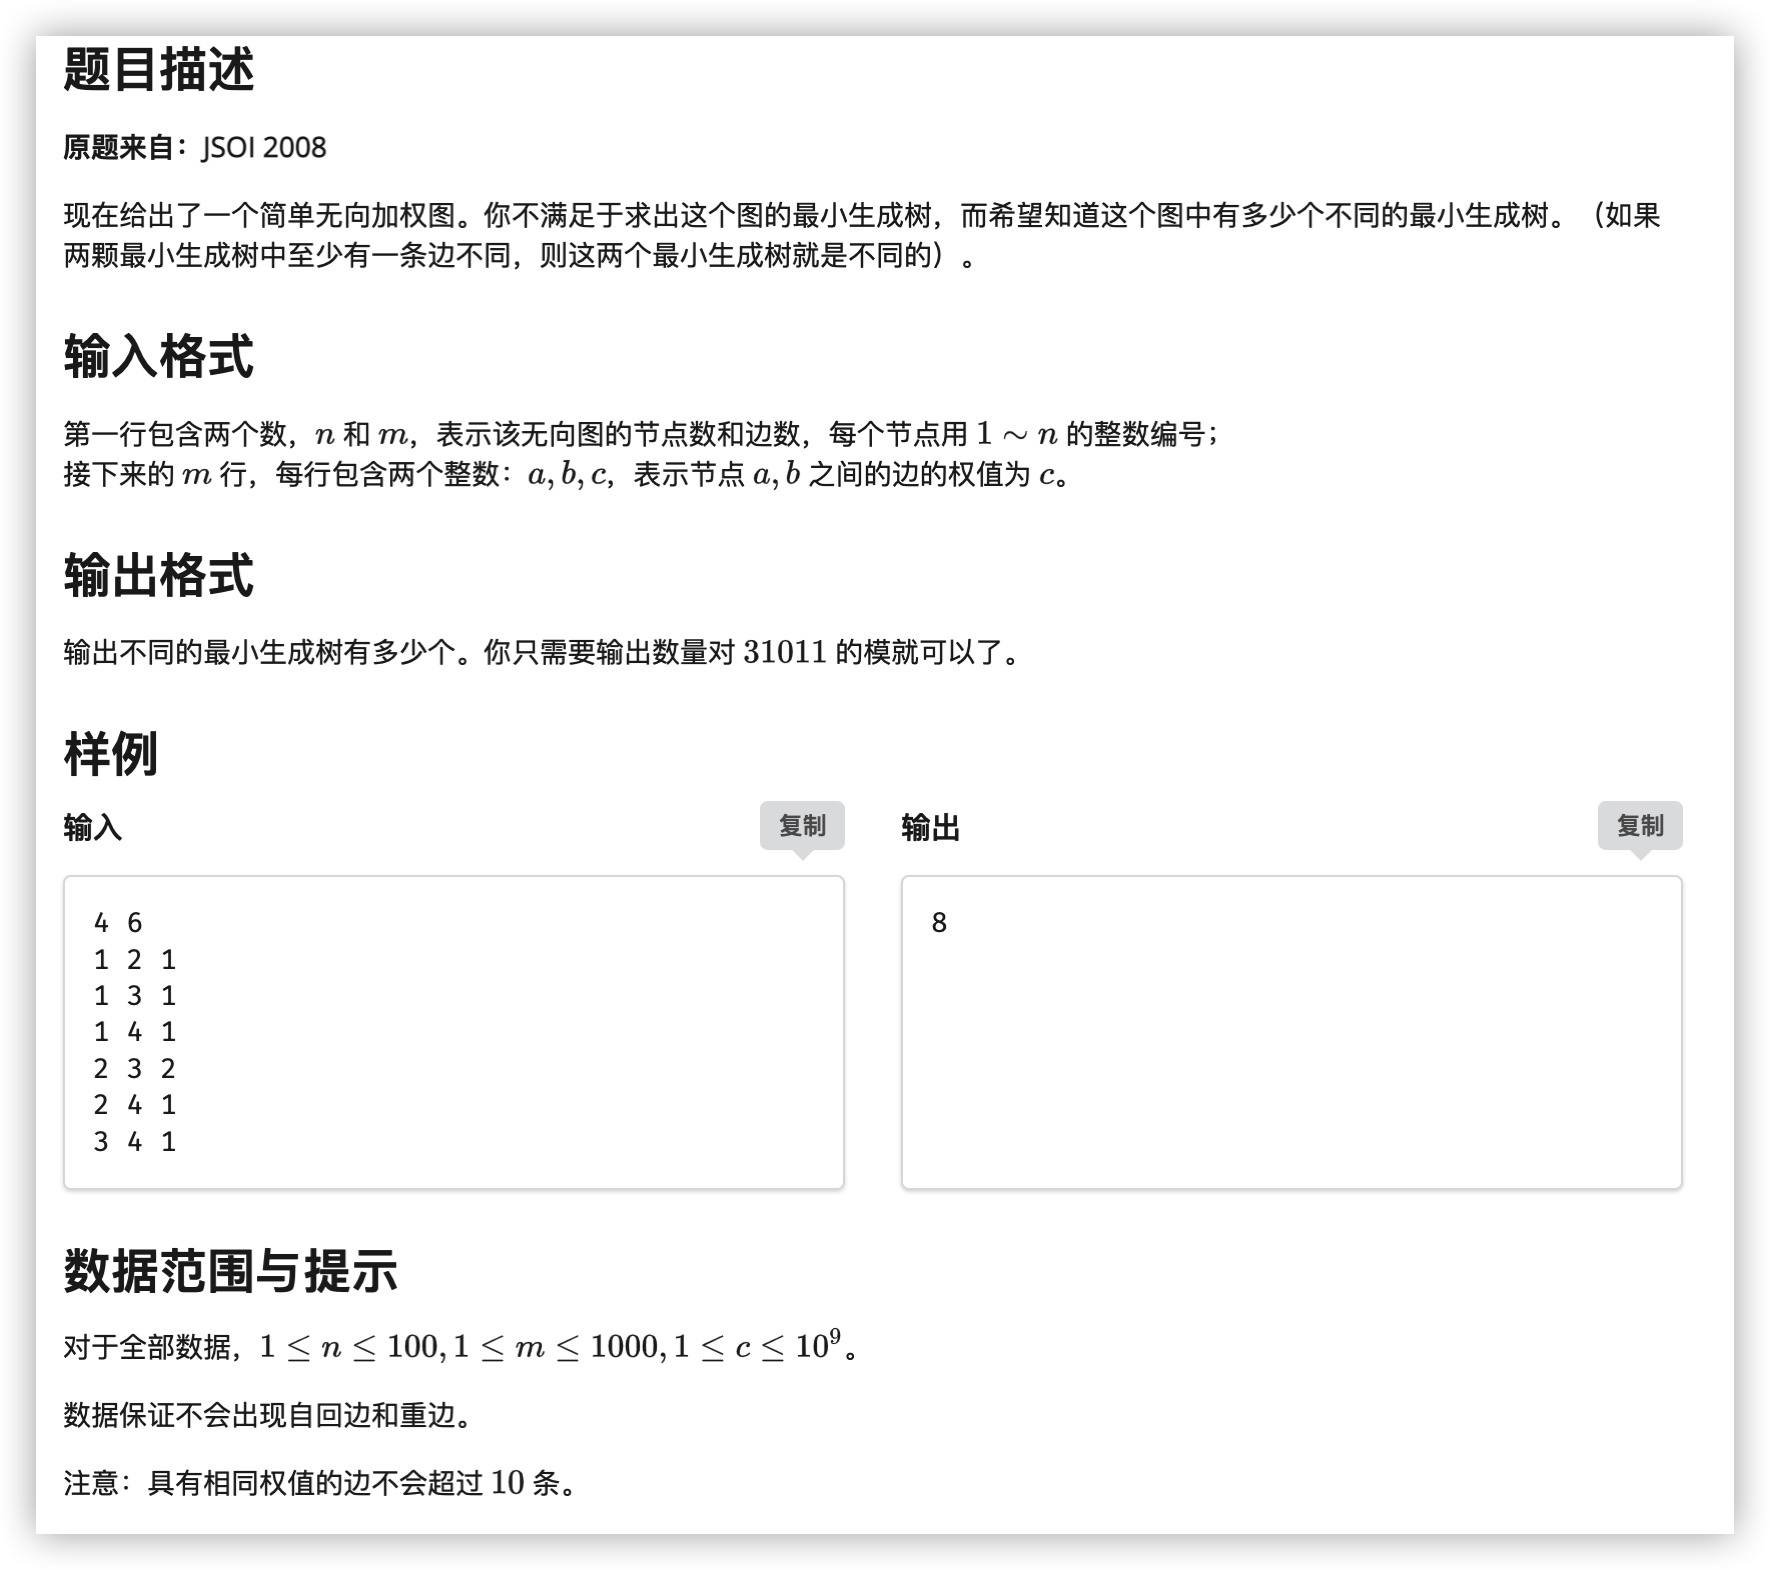 题目描述
原题来自：JSOI 2008
现在给出了一个简单无向加权图。你不满足于求出这个图的最小生成树，而希望知道这个图中有多少个不同的最小生成树。（如果
两颗最小生成树中至少有一条边不同，则这两个最小生成树就是不同的）。
输入格式
第一行包含两个数，n 和 m，表示该无向图的节点数和边数，每个节点用 1 ∼ n 的整数编号；
接下来的 m 行，每行包含两个整数：a, b, c，表示节点 a, b 之间的边的权值为 c。
输出格式
输出不同的最小生成树有多少个。你只需要输出数量对 31011 的模就可以了。
样例
输入 复制
4 6
1 2 1
1 3 1
1 4 1
2 3 2
2 4 1
3 4 1
输出 复制
8
数据范围与提示
对于全部数据，1 ≤ n ≤ 100, 1 ≤ m ≤ 1000, 1 ≤ c ≤ 10⁹。
数据保证不会出现自回边和重边。
注意：具有相同权值的边不会超过 10 条。